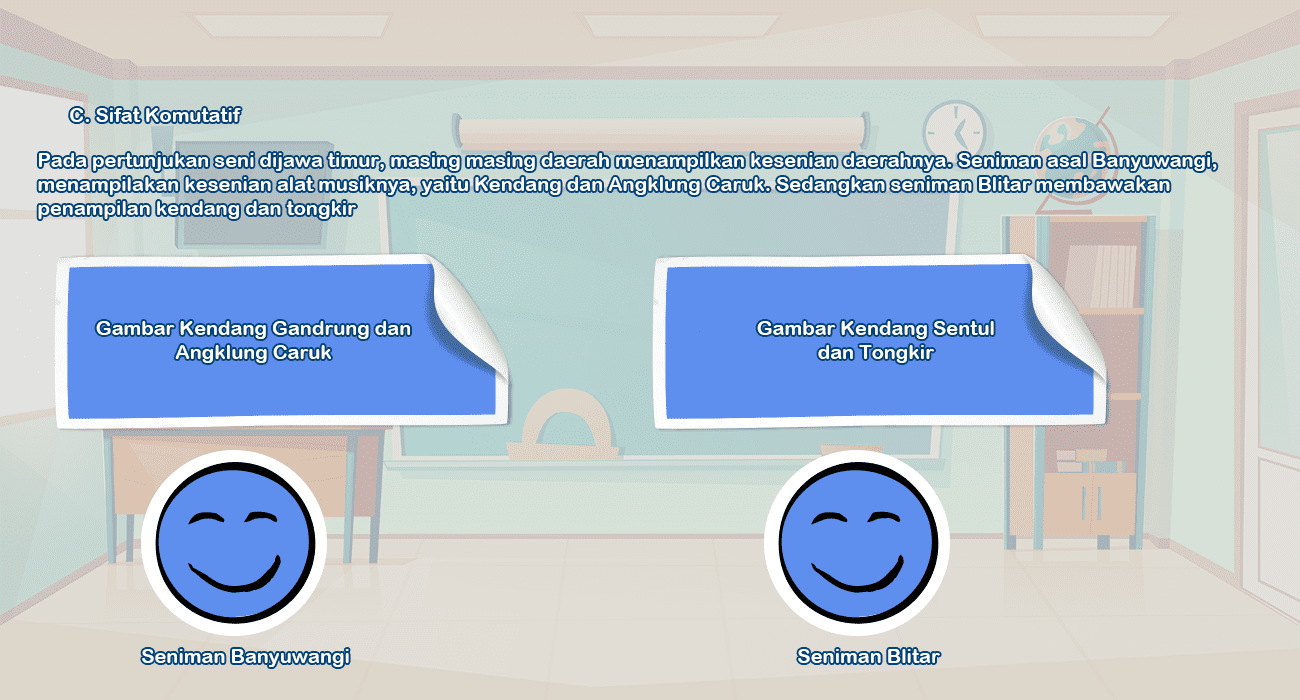 C. Sifat Komutatif
Pada pertunjukan seni dijawa timur, masing masing daerah menampilkan kesenian daerahnya. Seniman asal Banyuwangi,
menampilakan kesenian alat musiknya, yaitu Kendang dan Angklung Caruk. Sedangkan seniman Blitar membawakan
penampilan kendang dan tongkir
Gambar Kendang Gandrung dan
Angklung Caruk
Gambar Kendang Sentul
dan Tongkir
Seniman Banyuwangi
Seniman Blitar